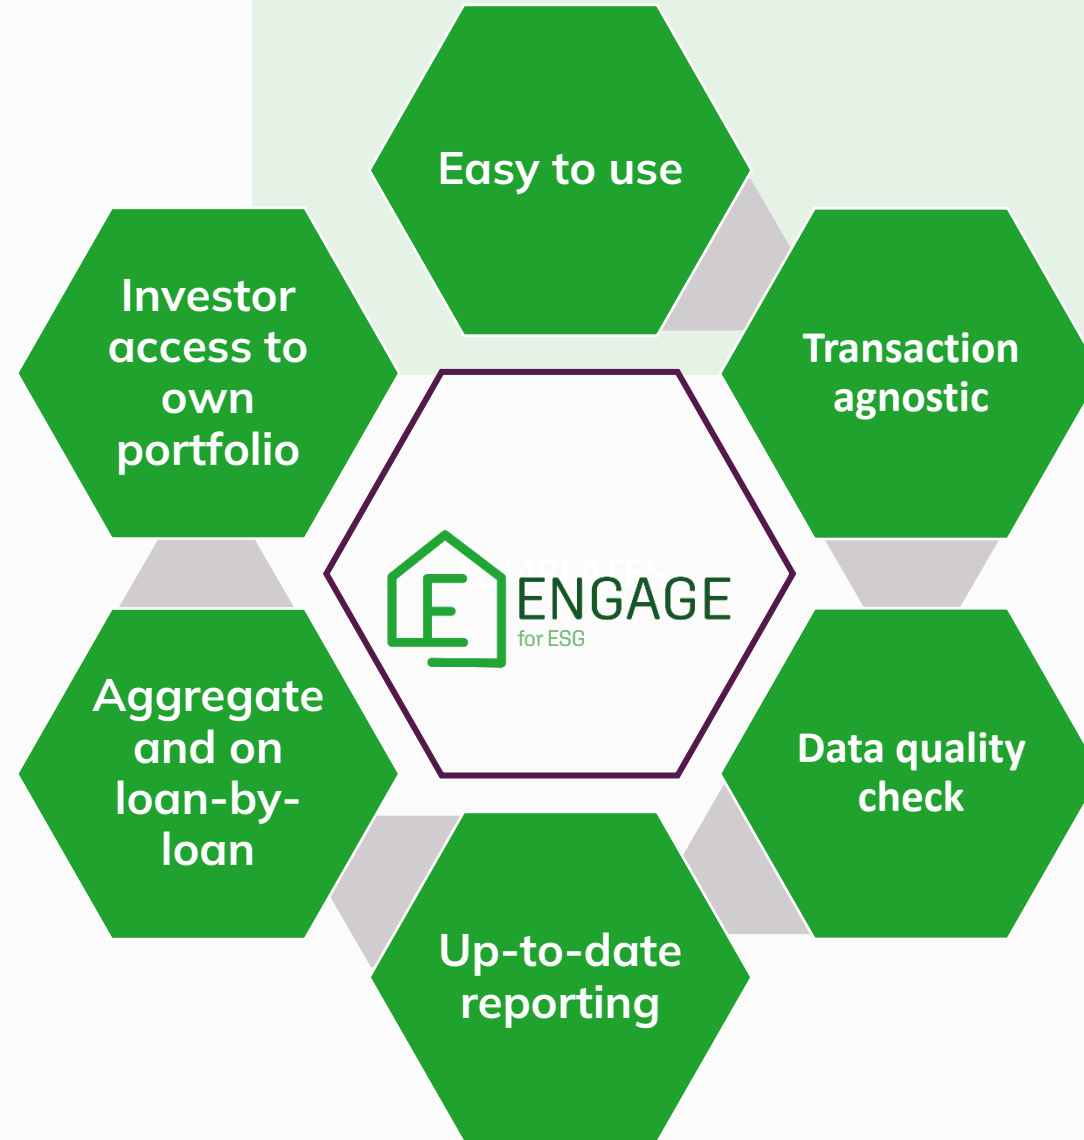 Easy to use
Investor
access to
own
portfolio
Transaction
agnostic
TEMPLATES
ENGAGE
for ESG
Aggregate
and on
loan-by-
loan
Data quality
check
Up-to-date
reporting